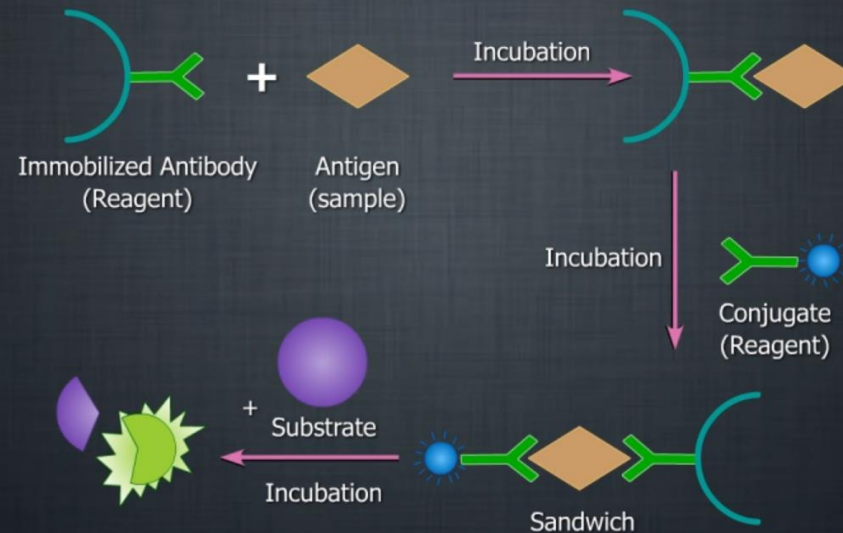 Incubation
Immobilized Antibody
(Reagent)
Antigen
(sample)
Incubation
Conjugate
(Reagent)
+
Substrate
Incubation
Sandwich